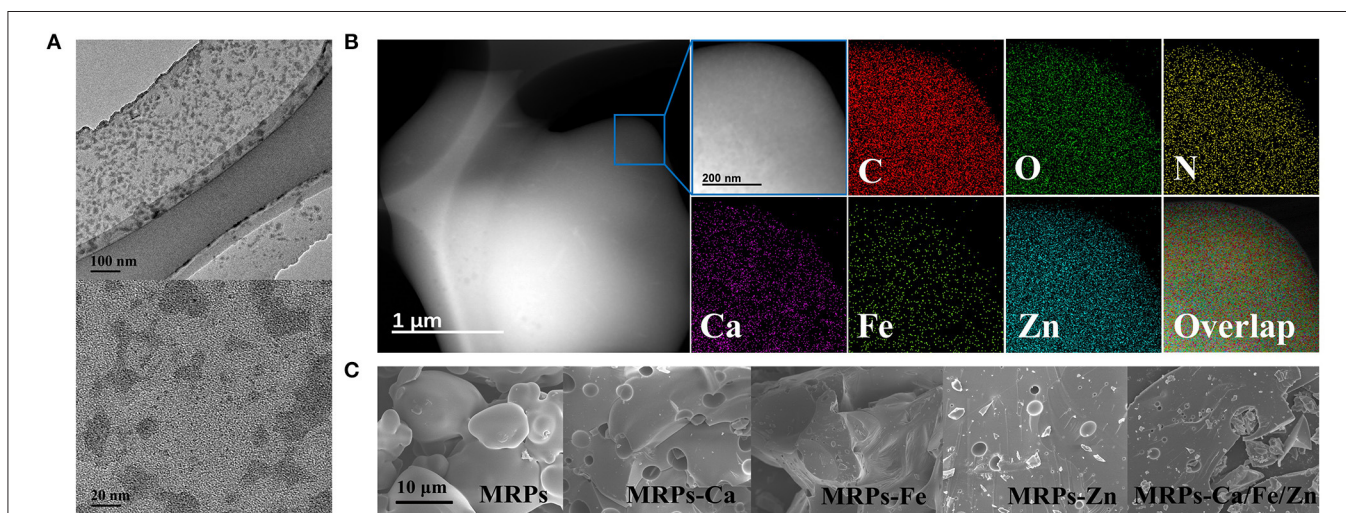 A
100 nm
20 nm
B
1 μm
200 nm
C
O
N
Ca
Fe
Zn
Overlap
C
10 μm
MRPs
MRPs-Ca
MRPs-Fe
MRPs-Zn
MRPs-Ca/Fe/Zn